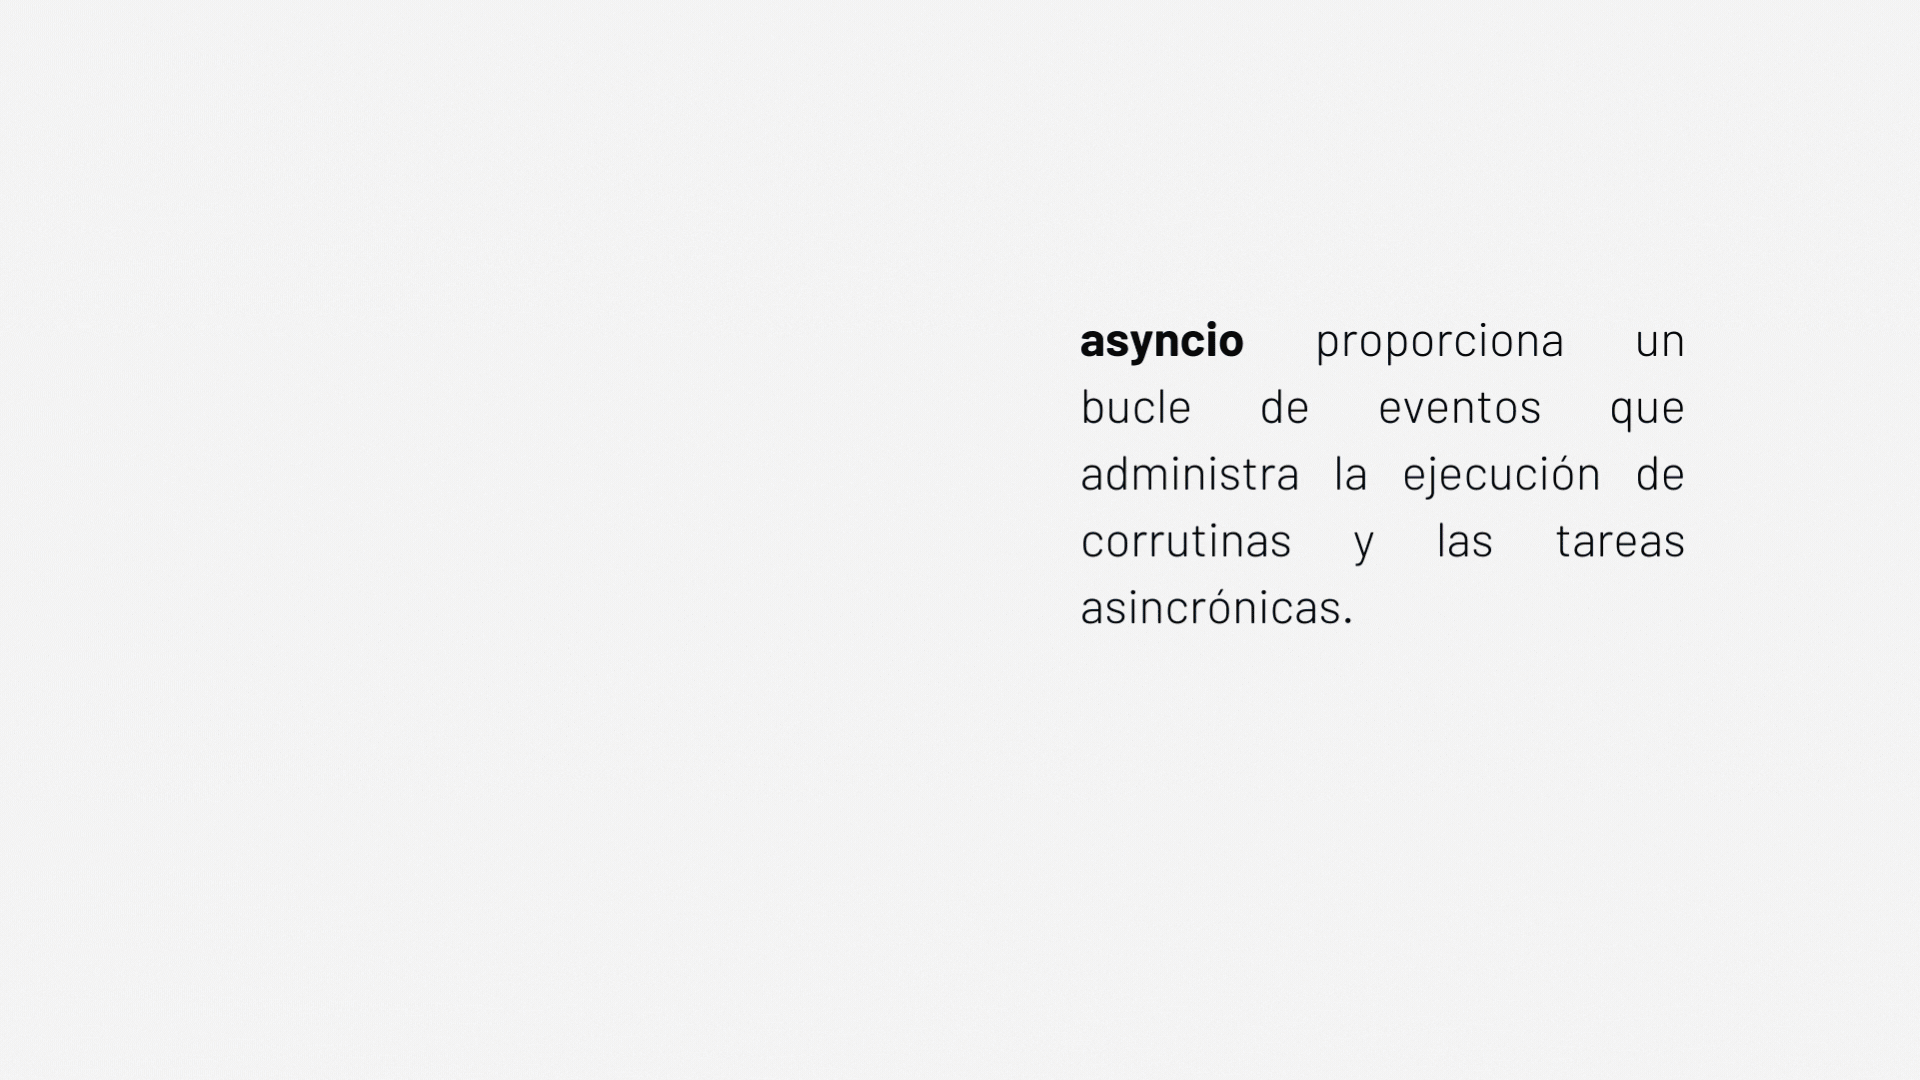 asyncio proporciona un
bucle de eventos que
administra la ejecución de
corrutinas y las tareas
asincrónicas.